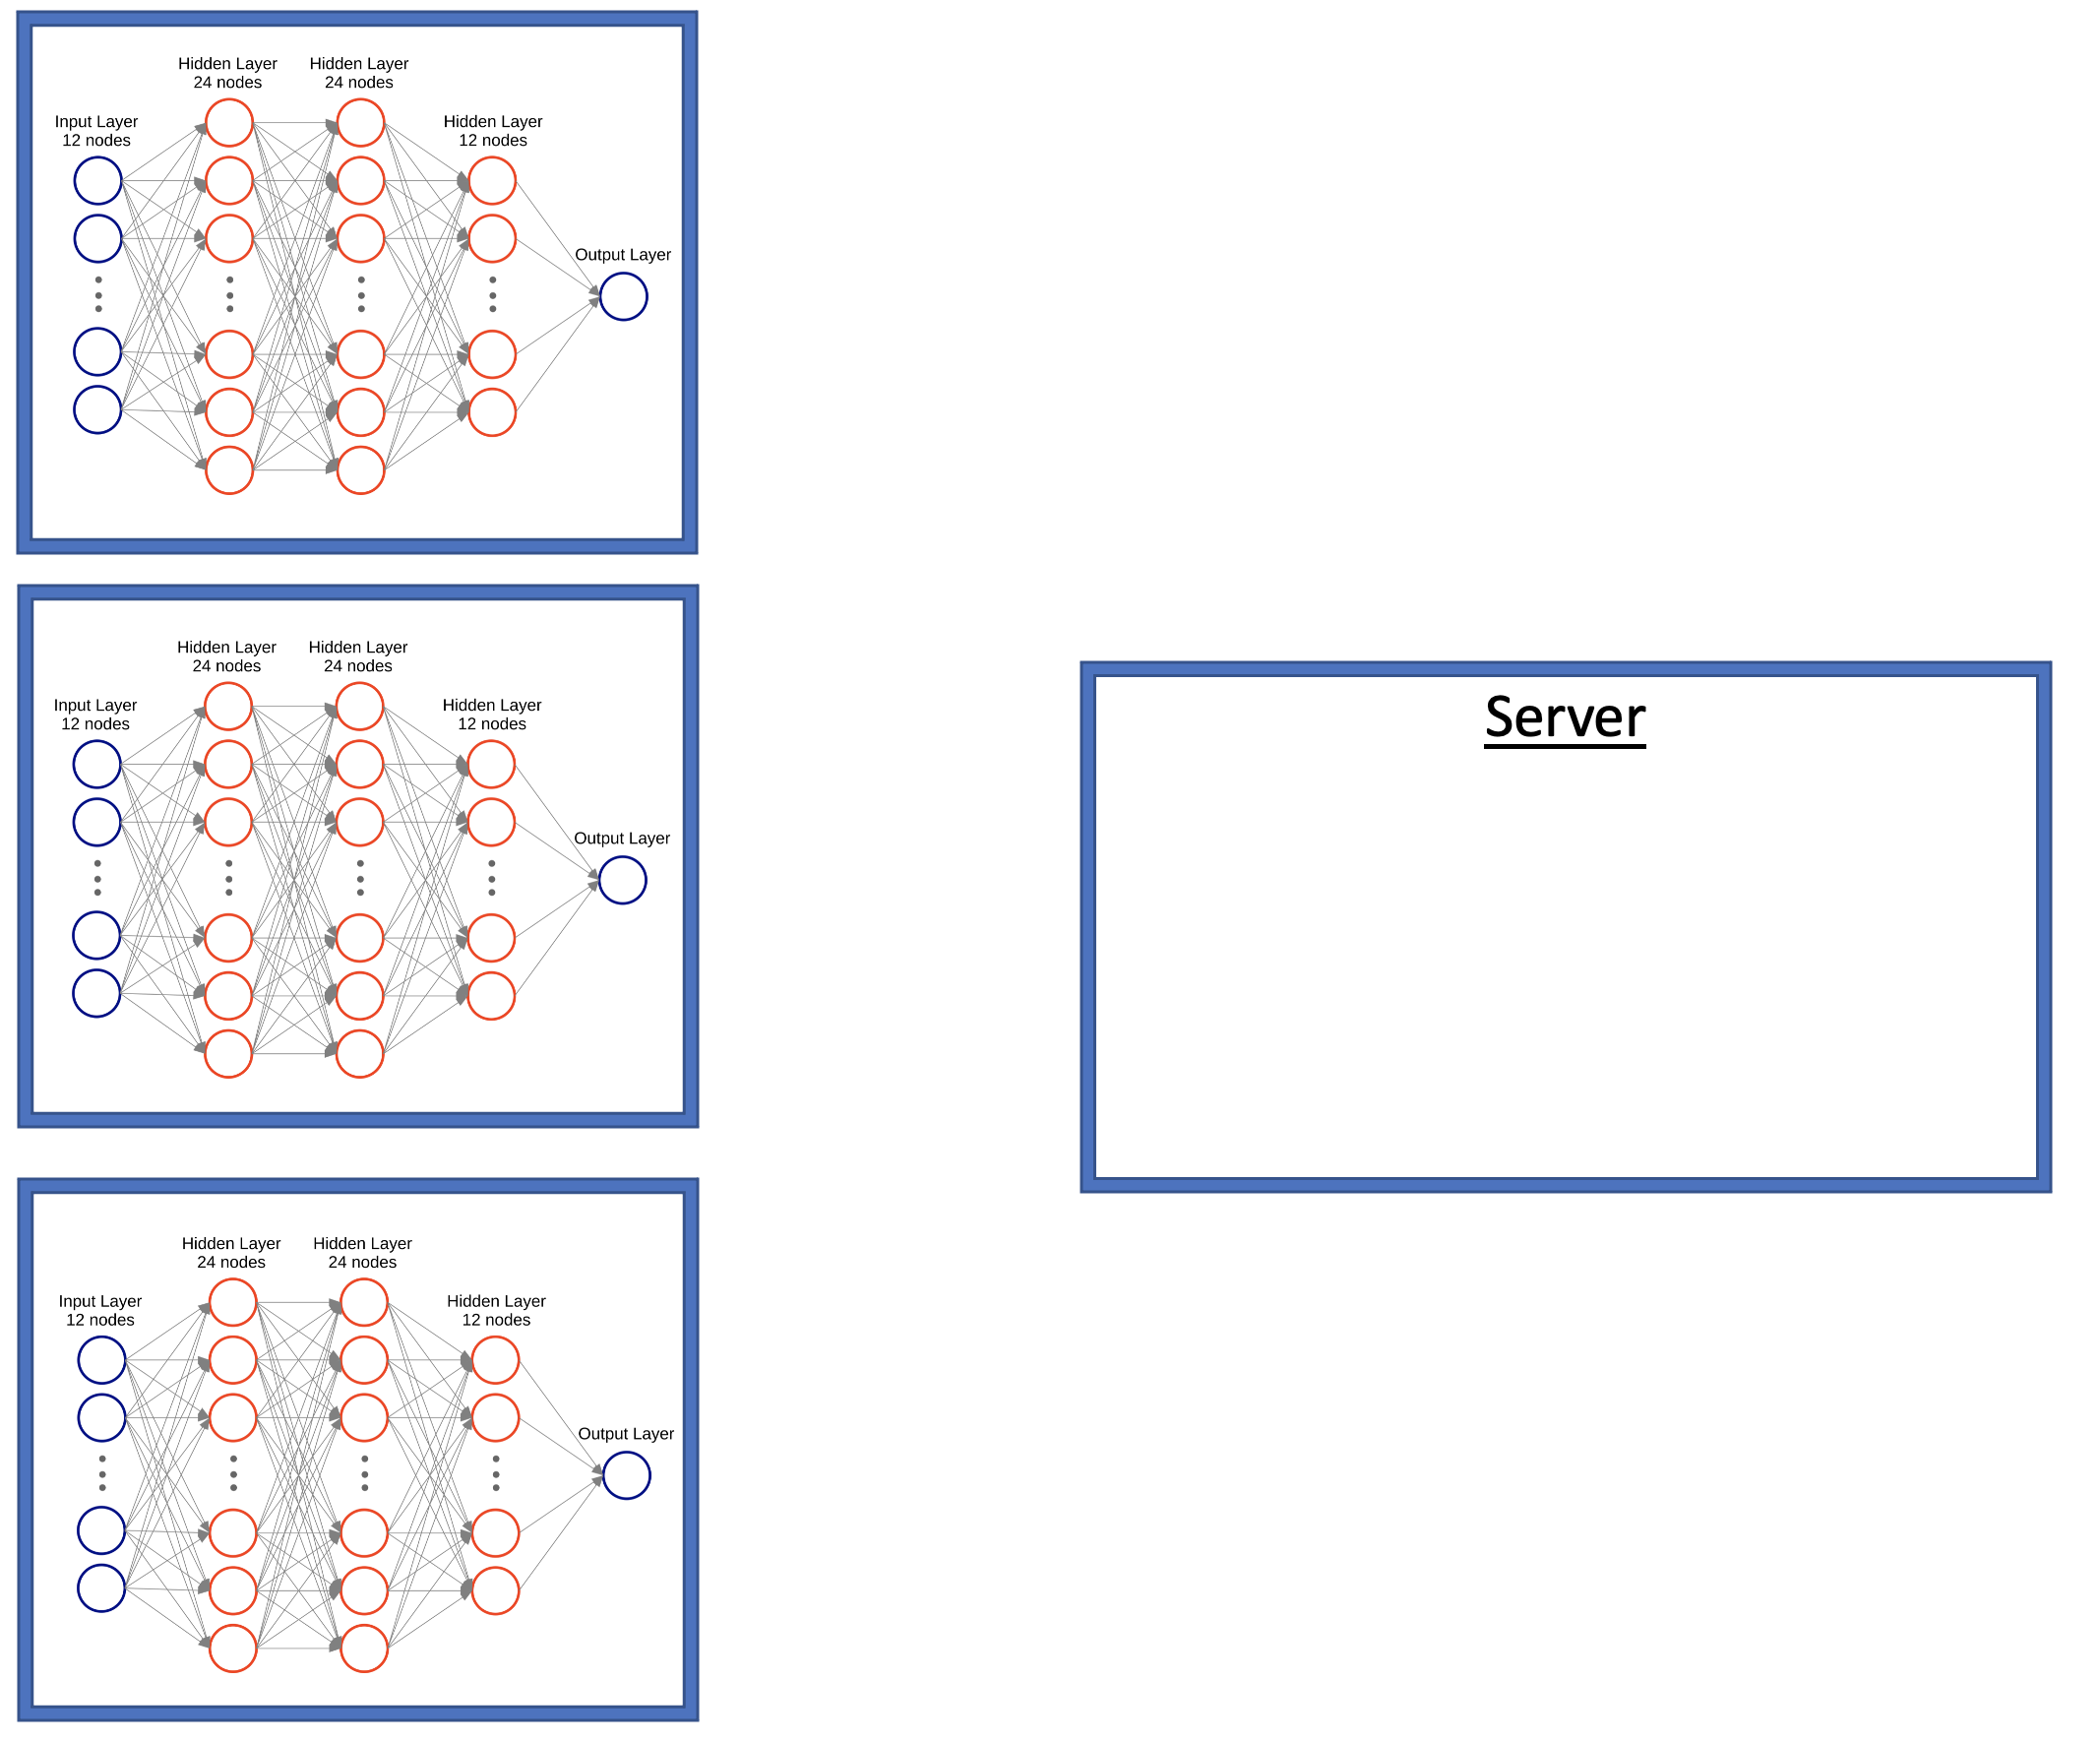 Hidden Layer
24 nodes
Hidden Layer
24 nodes
Input Layer
12 nodes
Hidden Layer
12 nodes
Output Layer
Hidden Layer
24 nodes
Hidden Layer
24 nodes
Input Layer
12 nodes
Hidden Layer
12 nodes
Output Layer
Server
Hidden Layer
24 nodes
Hidden Layer
24 nodes
Input Layer
12 nodes
Hidden Layer
12 nodes
Output Layer